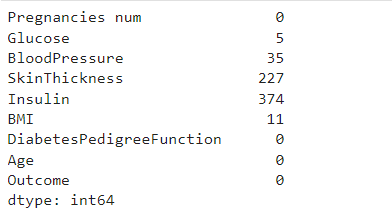 Pregnancies num 0
Glucose 5
BloodPressure 35
SkinThickness 227
Insulin 374
BMI 11
DiabetesPedigreeFunction 0
Age 0
Outcome 0
dtype: int64